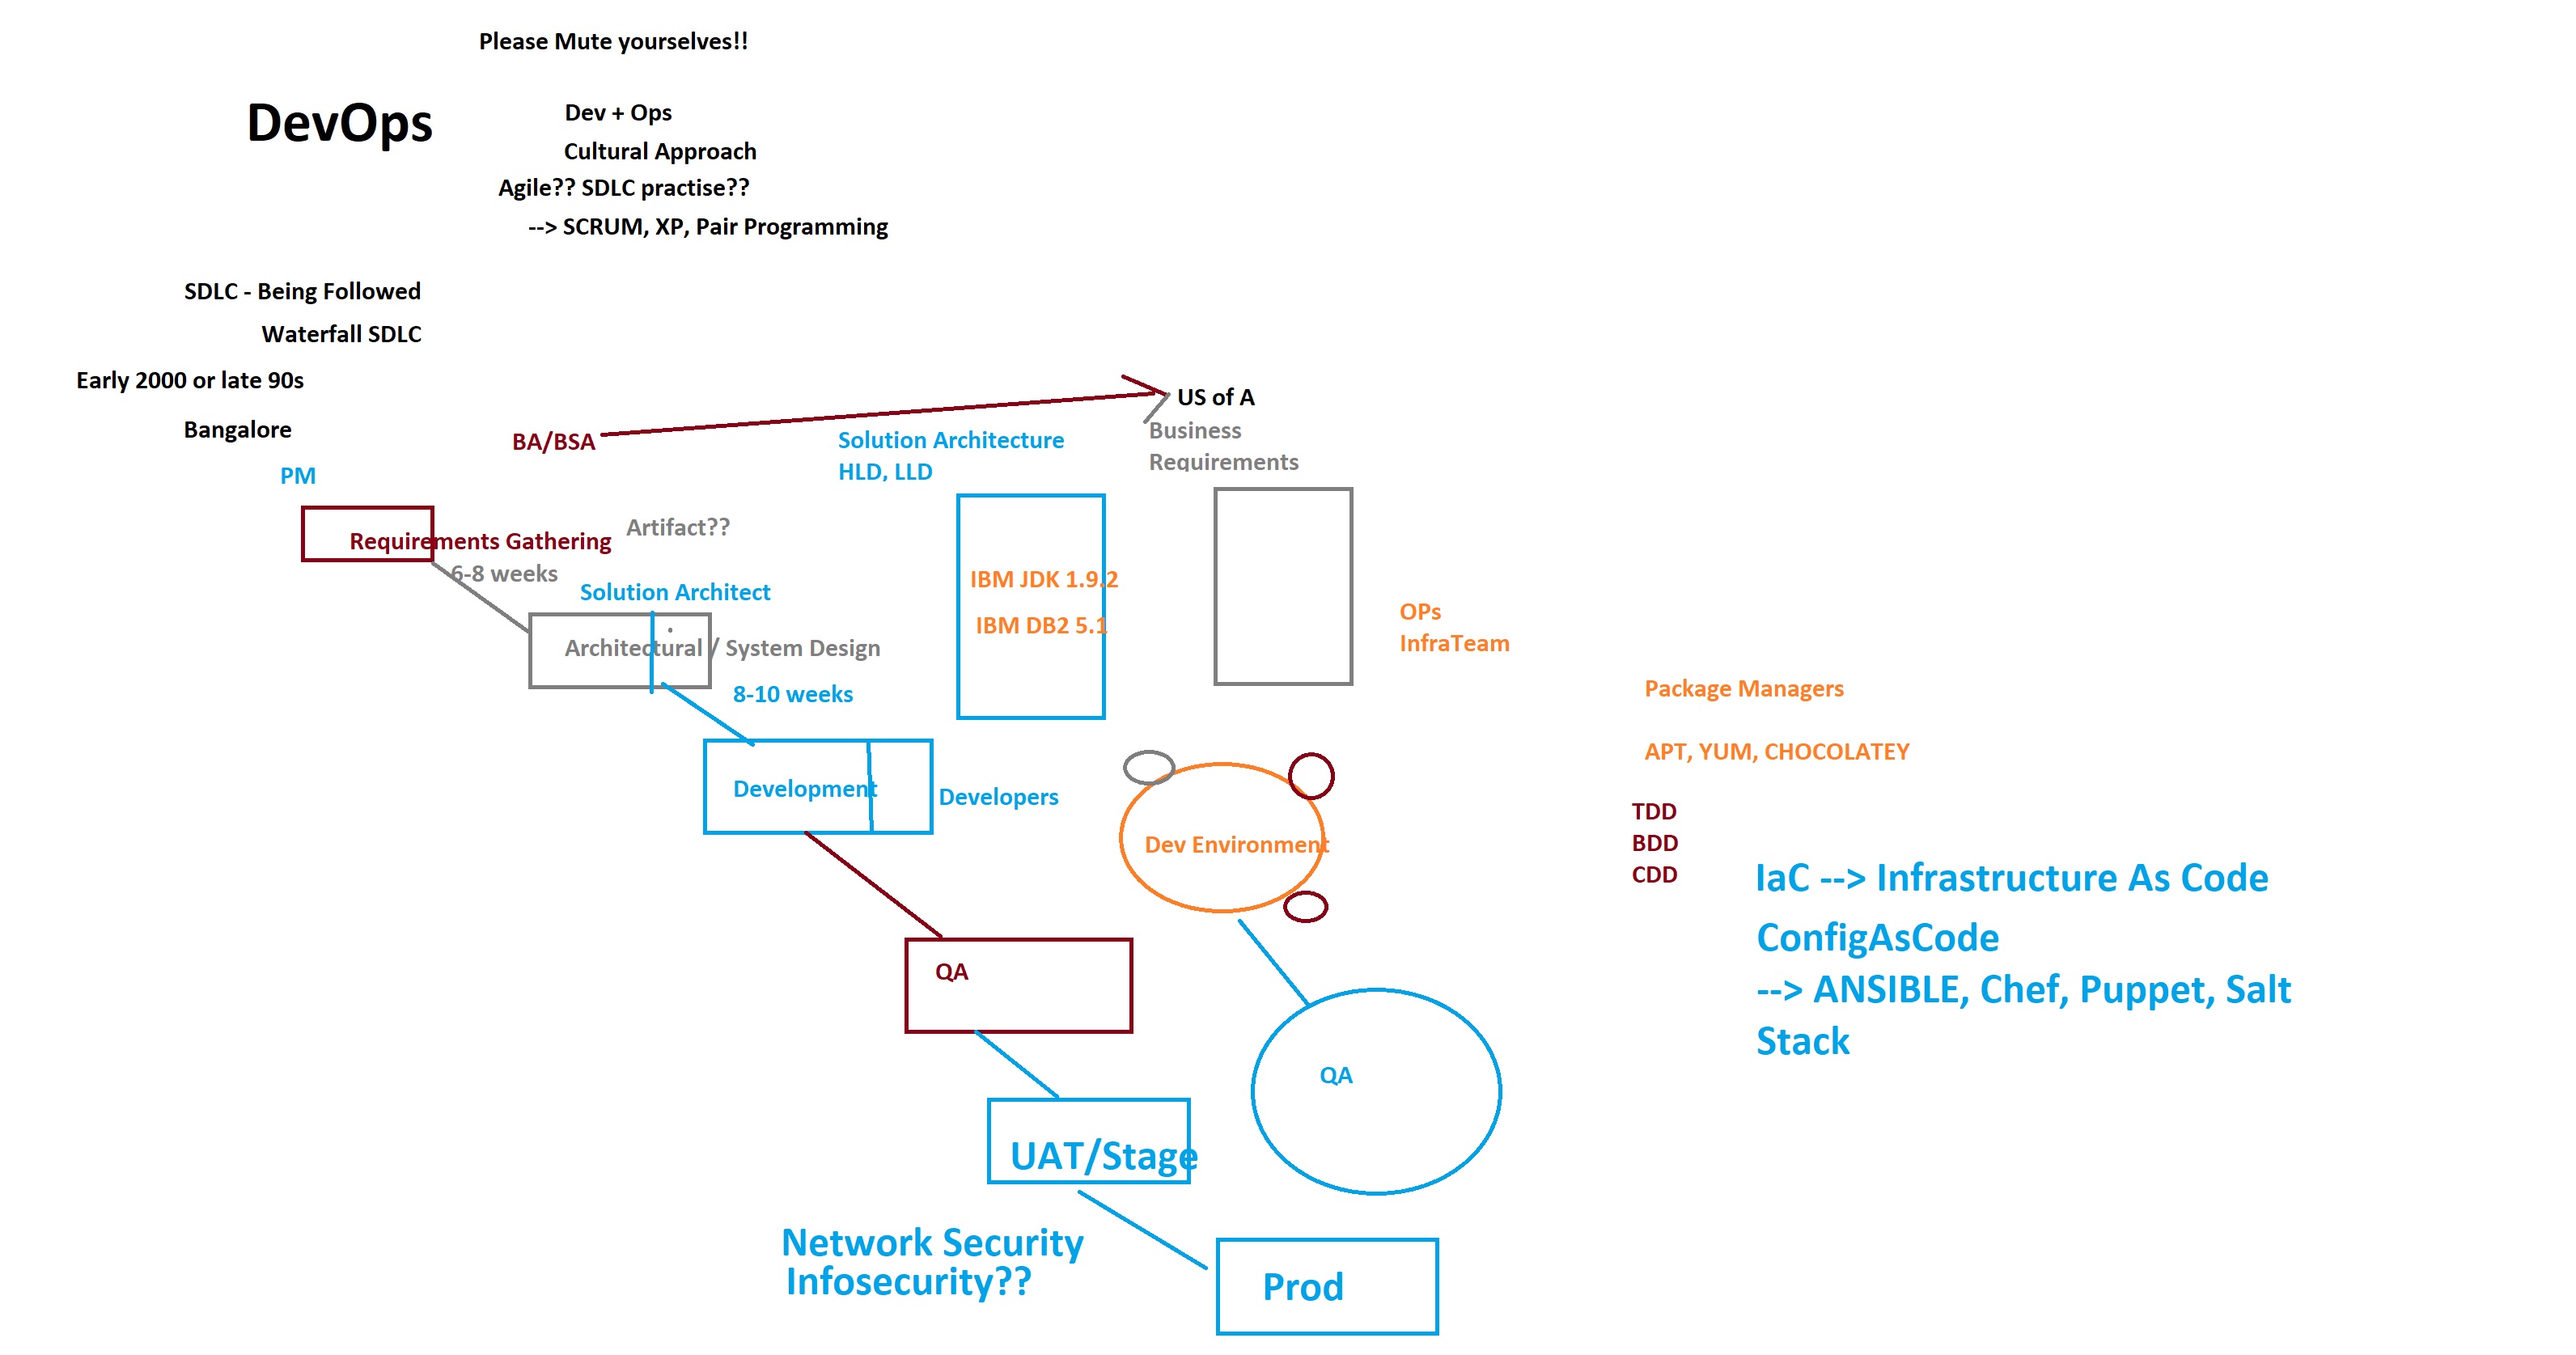 Please Mute yourselves!!
DevOps
Dev + Ops
Cultural Approach
Agile?? SDLC practise??
--> SCRUM, XP, Pair Programming
SDLC - Being Followed
Waterfall SDLC
Early 2000 or late 90s
Bangalore
PM
BA/BSA
US of A
Business
Requirements
Solution Architecture
HLD, LLD
Requirements Gathering
6-8 weeks
Artifact??
Solution Architect
Architectural / System Design
8-10 weeks
IBM JDK 1.9.2
IBM DB2 5.1
OPs
InfraTeam
Package Managers
APT, YUM, CHOCOLATEY
Development
Developers
Dev Environment
TDD
BDD
CDD
IaC --> Infrastructure As Code
ConfigAsCode
--> ANSIBLE, Chef, Puppet, Salt
Stack
QA
QA
UAT/Stage
Network Security
Infosecurity??
Prod